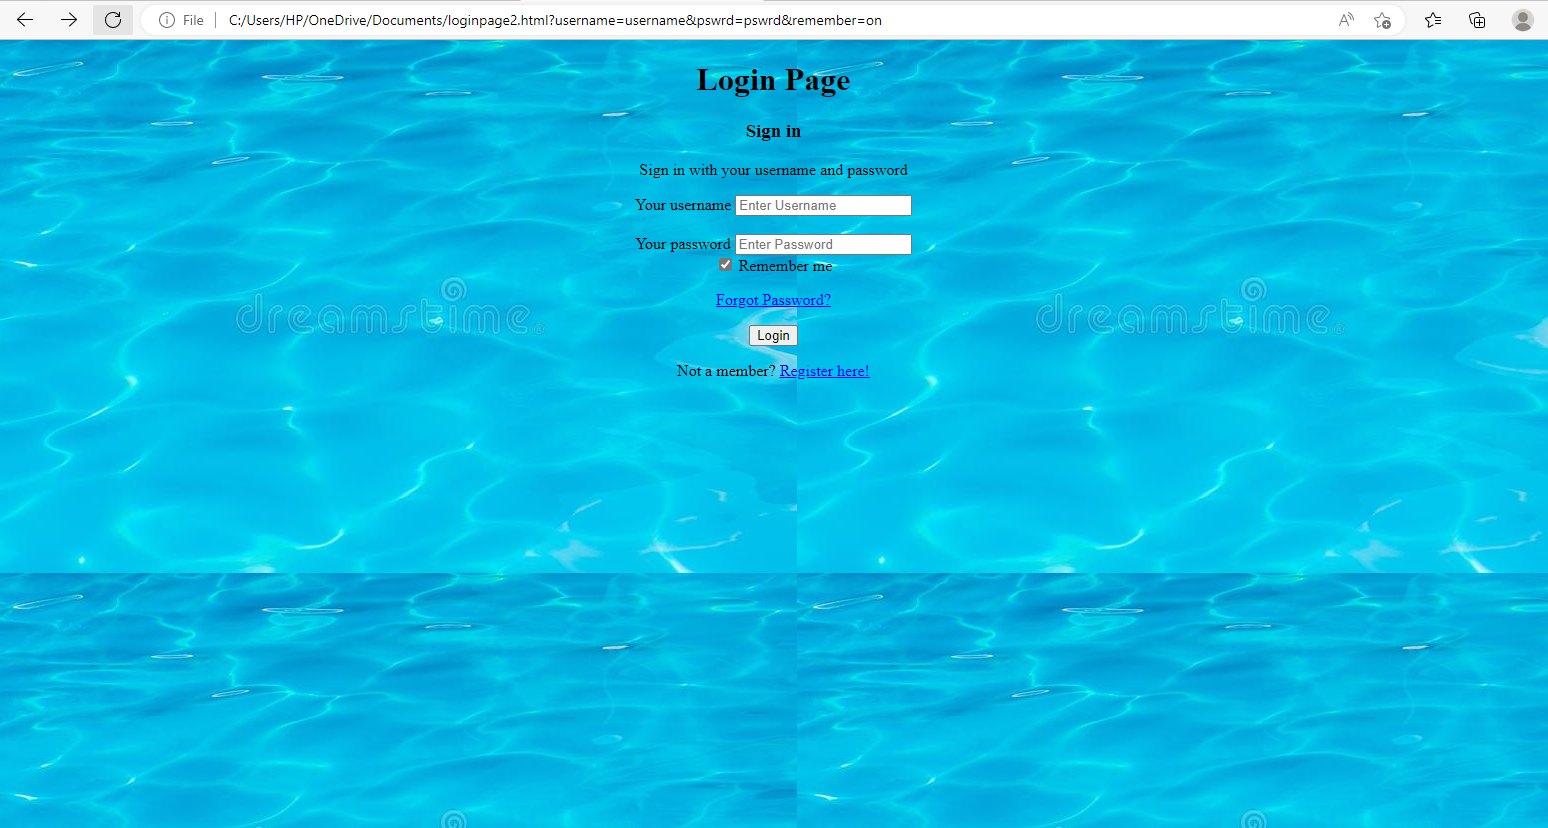 File
C:/Users/HP/OneDrive/Documents/loginpage2.html?username=username&pswrd=pswrd&remember=on
Login Page
Sign in
Sign in with your username and password
Your username Enter Username
Your password Enter Password
Remember me
Forgot Password?
dreamstime. dreamstime.
Login
Not a member? Register here!